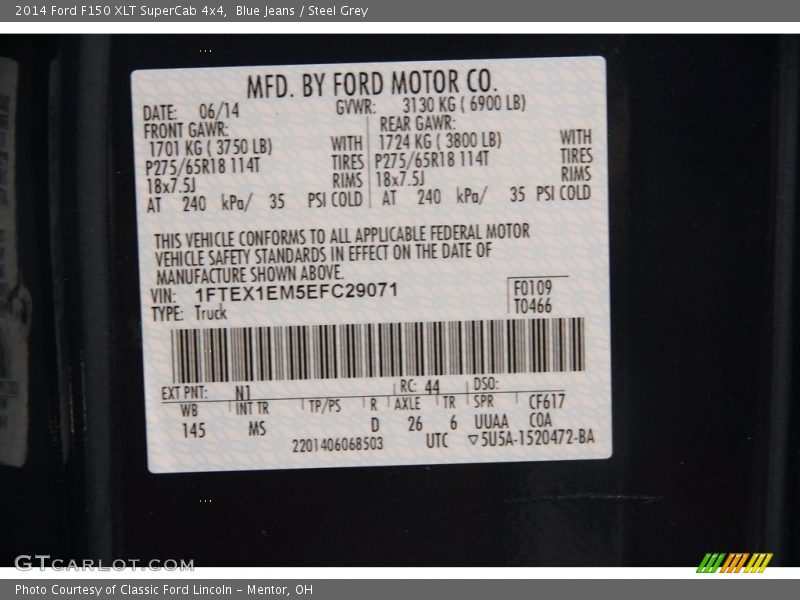 2014 Ford F150 XLT SuperCab 4x4,  Blue Jeans / Steel Grey
MFD. BY FORD MOTOR CO.
DATE: 06/14 GVWR: 3130 KG ( 6900 LB)
FRONT GAWR: REAR GAWR:
1701 KG ( 3750 LB) WITH 1724 KG ( 3800 LB) WITH
P275/65R18 114T TIRES P275/65R18 114T TIRES
18x7.5J RIMS 18x7.5J RIMS
AT 240 kPa/ 35 PSI COLD AT 240 kPa/ 35 PSI COLD
THIS VEHICLE CONFORMS TO ALL APPLICABLE FEDERAL MOTOR
VEHICLE SAFETY STANDARDS IN EFFECT ON THE DATE OF
MANUFACTURE SHOWN ABOVE.
VIN: 1FTEX1EM5EFC29071 F0109
TYPE: Truck T0466
EXT PNT: N1 RC: 44 DSO:
WB INT TR TP/PS R AXLE TR SPR CF617
145 MS D 26 6 UUAA C0A
2201406068503 UTC ▽5U5A-1520472-BA
GTCARLOT.COM
Photo Courtesy of Classic Ford Lincoln - Mentor, OH